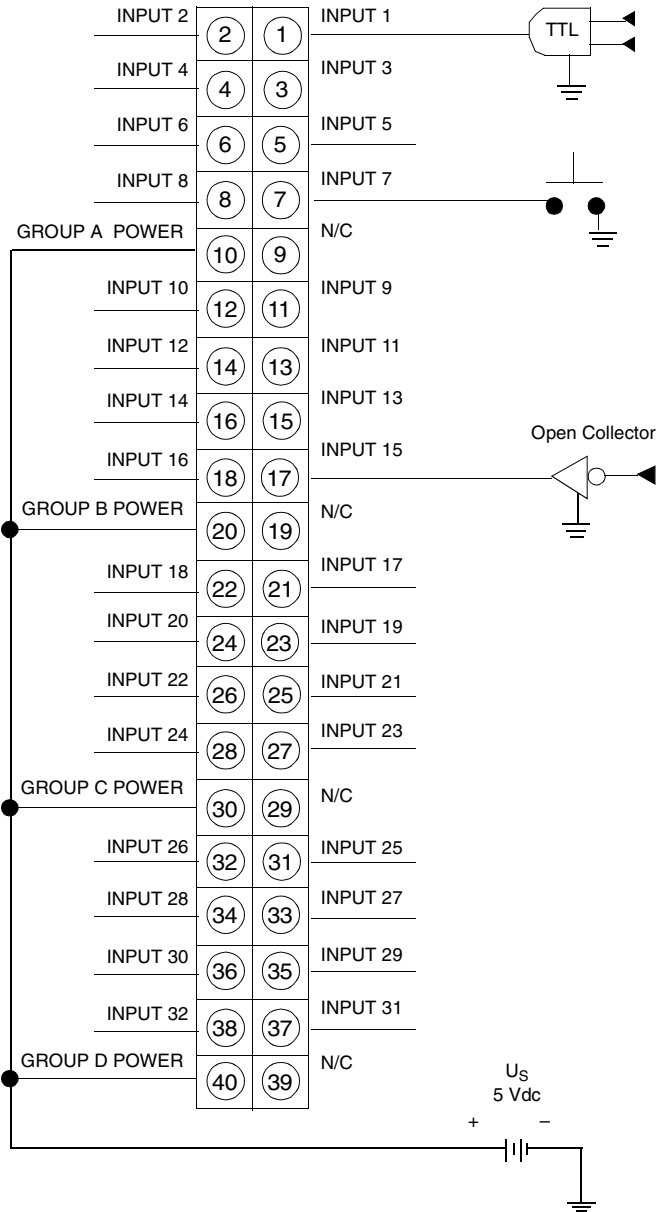 INPUT 2 2 1 INPUT 1 TTL
INPUT 4 4 3 INPUT 3
INPUT 6 6 5 INPUT 5
INPUT 8 8 7 INPUT 7
GROUP A POWER 10 9 N/C
INPUT 10 12 11 INPUT 9
INPUT 12 14 13 INPUT 11
INPUT 14 16 15 INPUT 13
Open Collector
INPUT 16 18 17 INPUT 15
GROUP B POWER 20 19 N/C
INPUT 18 22 21 INPUT 17
INPUT 20 24 23 INPUT 19
INPUT 22 26 25 INPUT 21
INPUT 24 28 27 INPUT 23
GROUP C POWER 30 29 N/C
INPUT 26 32 31 INPUT 25
INPUT 28 34 33 INPUT 27
INPUT 30 36 35 INPUT 29
INPUT 32 38 37 INPUT 31
GROUP D POWER 40 39 N/C
US
5 Vdc
+ –